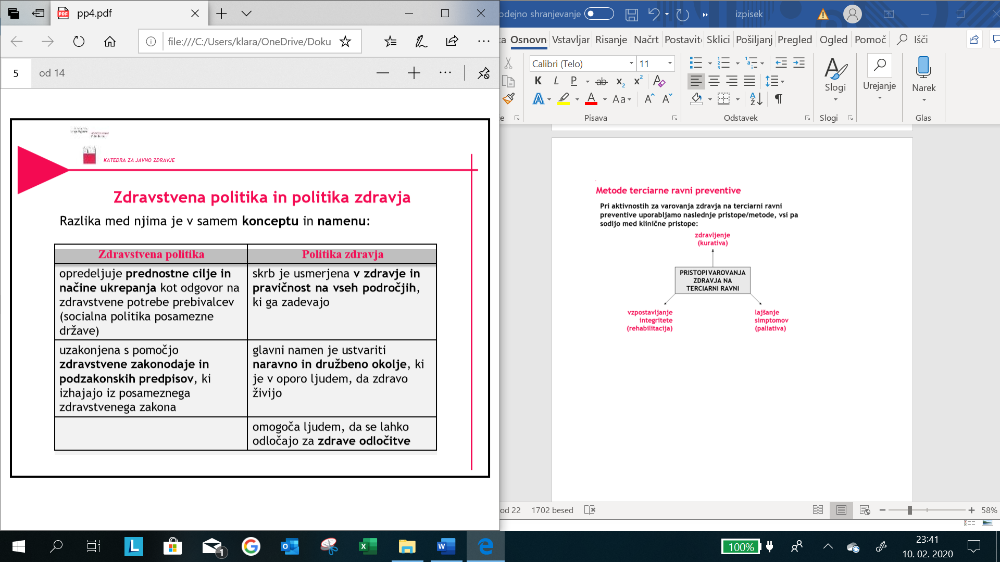 pp4.pdf
file:///C:/Users/klara/OneDrive/Doku
5
od 14
KATEDRA ZA JAVNO ZDRAVJE
Zdravstvena politika in politika zdravja
Razlika med njima je v samem konceptu in namenu:
Zdravstvena politika
Politika zdravja
opredeljuje prednostne cilje in
načine ukrepanja kot odgovor na
zdravstvene potrebe prebivalcev
(socialna politika posamezne
države)
skrb je usmerjena v zdravje in
pravičnost na vseh področjih,
ki ga zadevajo
uzakonjena s pomočjo
zdravstvene zakonodaje in
podzakonskih predpisov, ki
izhajajo iz posameznega
zdravstvenega zakona
glavni namen je ustvariti
naravno in družbeno okolje, ki
je v oporo ljudem, da zdravo
živijo
omogoča ljudem, da se lahko
odločajo za zdrave odločitve
odejno shranjevanje
izpisek
Osnovn
Vstavljar
Risanje
Načrt
Postavit
Sklici
Pošiljanj
Pregled
Ogled
Pomoč
Išči
Calibri (Telo)
11
K L P ab x2 x2 A
A A Aa A A
Pisava
Odstavek
Slogi
Slogi
Urejanje
Narek
Glas
Metode terciarne ravni preventive
Pri aktivnostih za varovanja zdravja na terciarni ravni
preventive uporabljamo naslednje pristope/metode, vsi pa
sodijo med klinične pristope:
zdravljenje
(kurativa)
PRISTOPI VAROVANJA
ZDRAVJA NA
TERCIARNI RAVNI
vzpostavljanje
integritete
(rehabilitacija)
lajšanje
simptomov
(paliativa)
od 22
1702 besed
58%
1
100%
23:41
10. 02. 2020